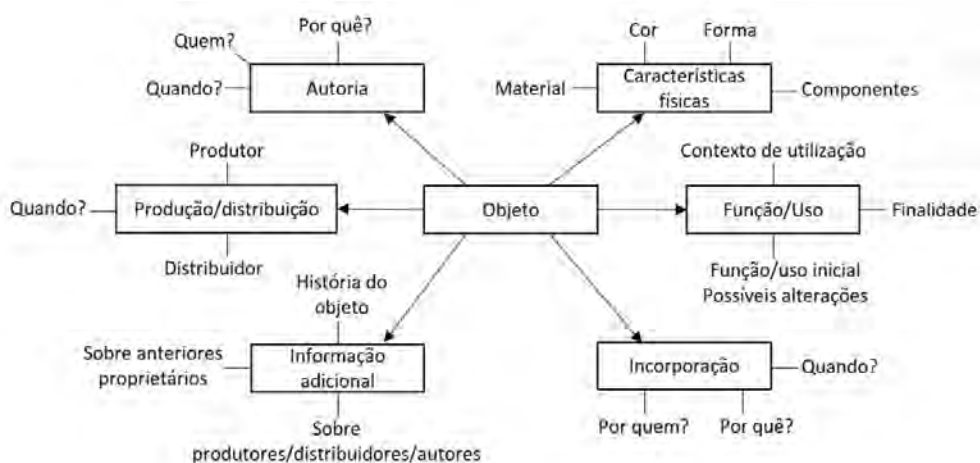 Por quê?
Quem?
Quando?
Autoria
Cor
Forma
Material
Características
físicas
Componentes
Produtor
Quando?
Produção/distribuição
Distribuidor
Objeto
Contexto de utilização
Função/Uso
Finalidade
Função/uso inicial
Possíveis alterações
História do
objeto
Sobre anteriores
proprietários
Informação
adicional
Sobre
produtores/distribuidores/autores
Incorporação
Quando?
Por quem?
Por quê?